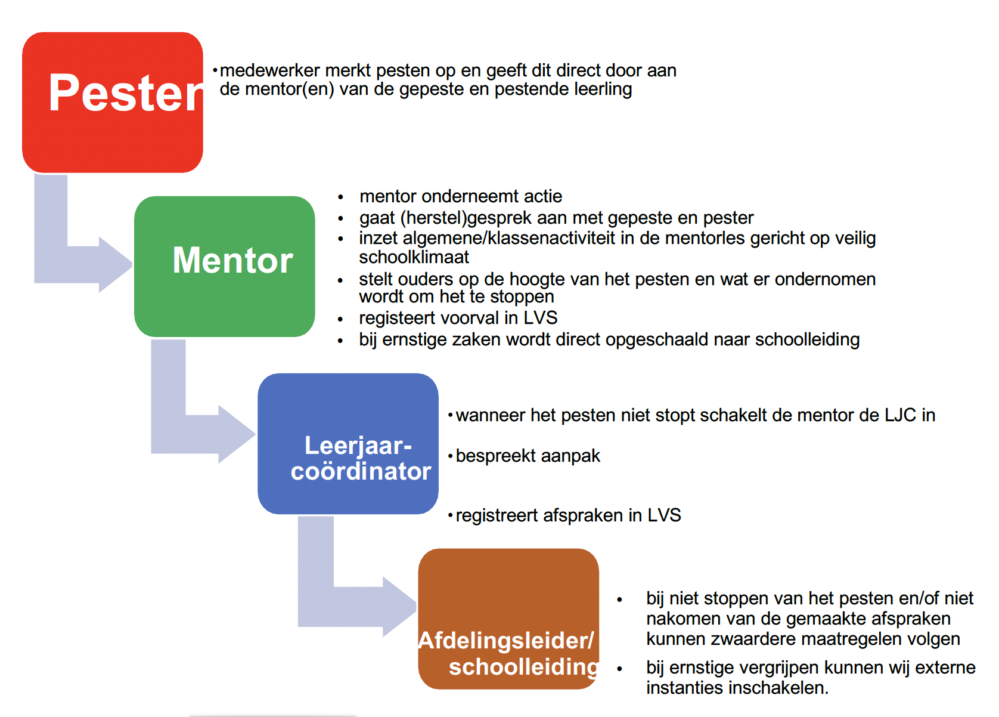 Pesten
• medewerker merkt pesten op en geeft dit direct door aan
de mentor(en) van de gepeste en pestende leerling
Mentor
• mentor onderneemt actie
• gaat (herstel)gesprek aan met gepeste en pester
• inzet algemene/klassenactiviteit in de mentorles gericht op veilig
schoolklimaat
• stelt ouders op de hoogte van het pesten en wat er ondernomen
wordt om het te stoppen
• registeert voorval in LVS
• bij ernstige zaken wordt direct opgeschaald naar schoolleiding
Leerjaar-
coördinator
• wanneer het pesten niet stopt schakelt de mentor de LJC in
• bespreekt aanpak
• registreert afspraken in LVS
Afdelingsleider/
schoolleiding
• bij niet stoppen van het pesten en/of niet
nakomen van de gemaakte afspraken
kunnen zwaardere maatregelen volgen
• bij ernstige vergrijpen kunnen wij externe
instanties inschakelen.